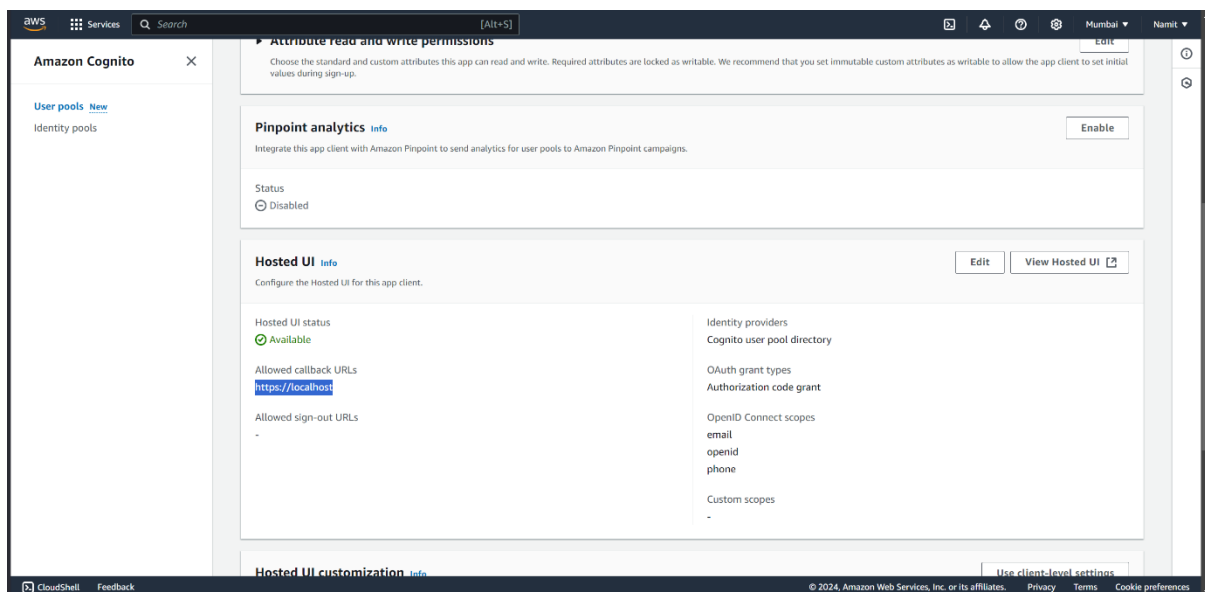 aws Services Search [Alt+S] Mumbai ▼ Namit ▼
Amazon Cognito
User pools New
Identity pools
Attribute read and write permissions Edit
Choose the standard and custom attributes this app can read and write. Required attributes are locked as writable. We recommend that you set immutable custom attributes as writable to allow the app client to set initial
values during sign-up.
Pinpoint analytics Info Enable
Integrate this app client with Amazon Pinpoint to send analytics for user pools to Amazon Pinpoint campaigns.
Status
Disabled
Hosted UI Info Edit View Hosted UI
Configure the Hosted UI for this app client.
Hosted UI status
Available
Allowed callback URLs
https://localhost
Allowed sign-out URLs
-
Identity providers
Cognito user pool directory
OAuth grant types
Authorization code grant
OpenID Connect scopes
email
openid
phone
Custom scopes
-
Hosted UI customization Info Use client-level settings
CloudShell Feedback © 2024, Amazon Web Services, Inc. or its affiliates. Privacy Terms Cookie preferences